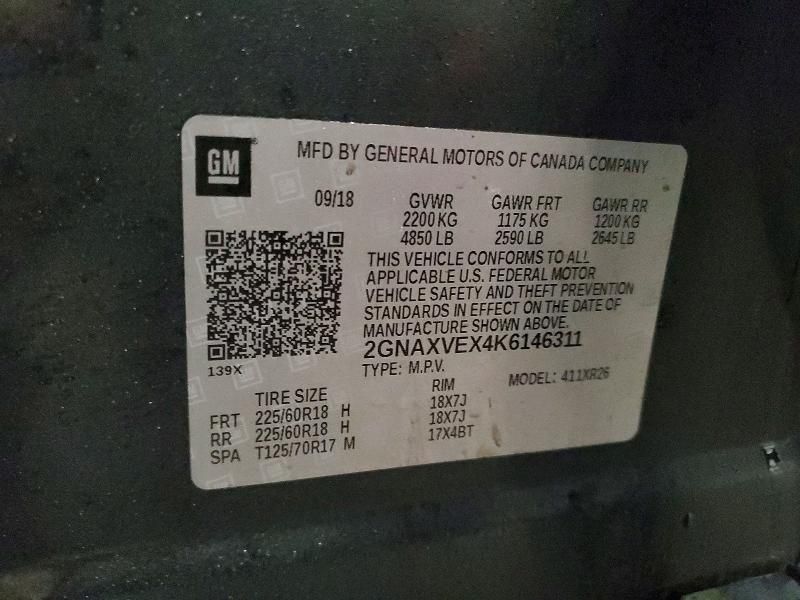 GM
MFD BY GENERAL MOTORS OF CANADA COMPANY
09/18 GVWR GAWR FRT GAWR RR
2200 KG 1175 KG 1200 KG
4850 LB 2590 LB 2645 LB
THIS VEHICLE CONFORMS TO ALL
APPLICABLE U.S. FEDERAL MOTOR
VEHICLE SAFETY AND THEFT PREVENTION
STANDARDS IN EFFECT ON THE DATE OF
MANUFACTURE SHOWN ABOVE.
2GNAXVEX4K6146311
139X
TYPE: M.P.V. MODEL: 411XR26
TIRE SIZE RIM
FRT 225/60R18 H 18X7J
RR 225/60R18 H 18X7J
SPA T125/70R17 M 17X4BT